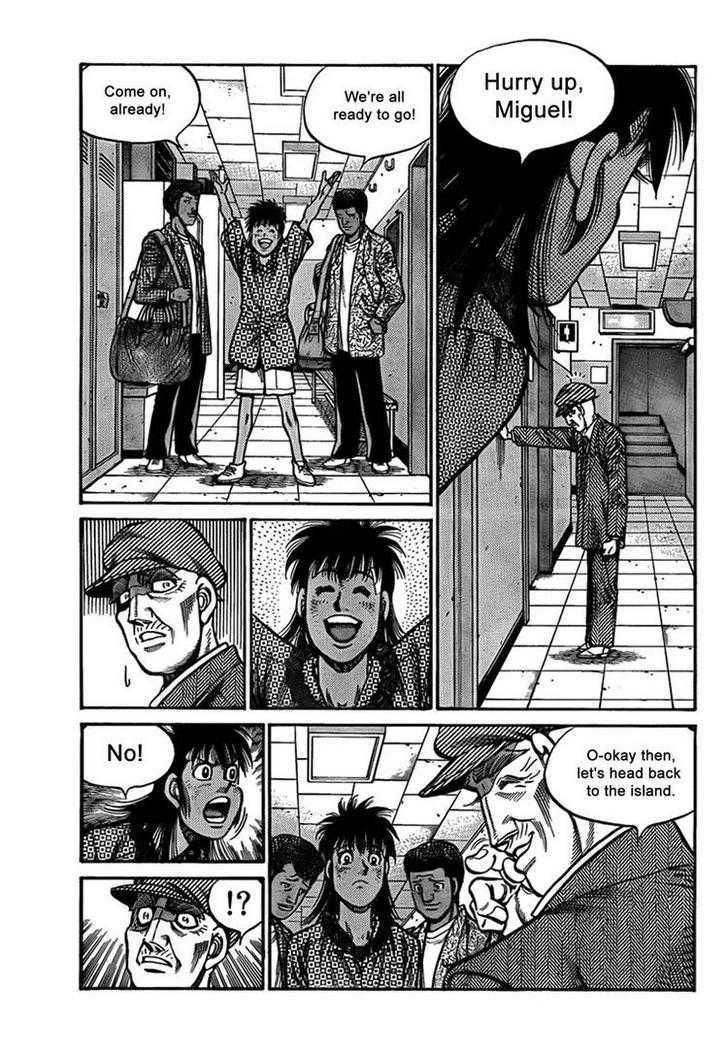 Hurry up,
Miguel!
We're all
ready to go!
Come on,
already!
O-okay then,
let's head back
to the island.
No!
!?